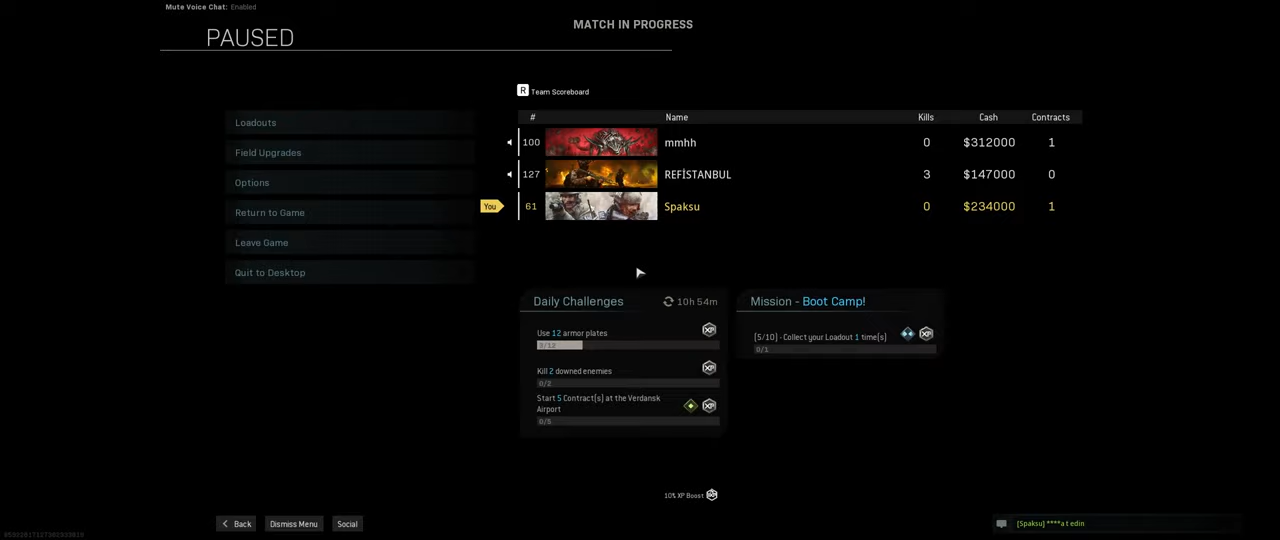 Mute Voice Chat: Enabled
MATCH IN PROGRESS
PAUSED
R Team Scoreboard
# Name Kills Cash Contracts
100 mmhh 0 $312000 1
127 REFİSTANBUL 3 $147000 0
You 61 Spaksu 0 $234000 1
Loadouts
Field Upgrades
Options
Return to Game
Leave Game
Quit to Desktop
Daily Challenges 10h 54m
Use 12 armor plates
3/12
Kill 2 downed enemies
0/2
Start 5 Contract(s) at the Verdansk
Airport
0/5
Mission - Boot Camp!
[5/10] - Collect your Loadout 1 time(s)
0/1
10% XP Boost
Back Dismiss Menu Social
[Spaksu] ****a t edin